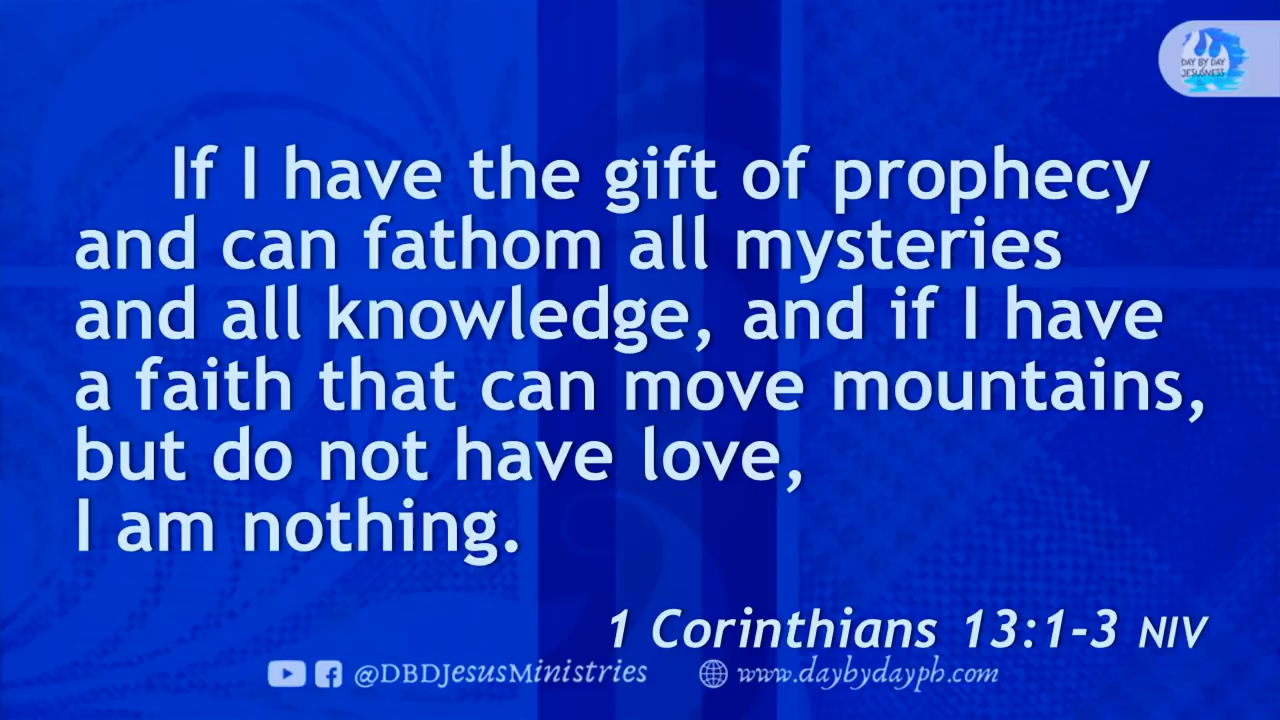 DAY BY DAY
JESUSNESS
If I have the gift of prophecy
and can fathom all mysteries
and all knowledge, and if I have
a faith that can move mountains,
but do not have love,
I am nothing.
1 Corinthians 13:1-3 NIV
@DBDJesusMinistries www.daybydayph.com